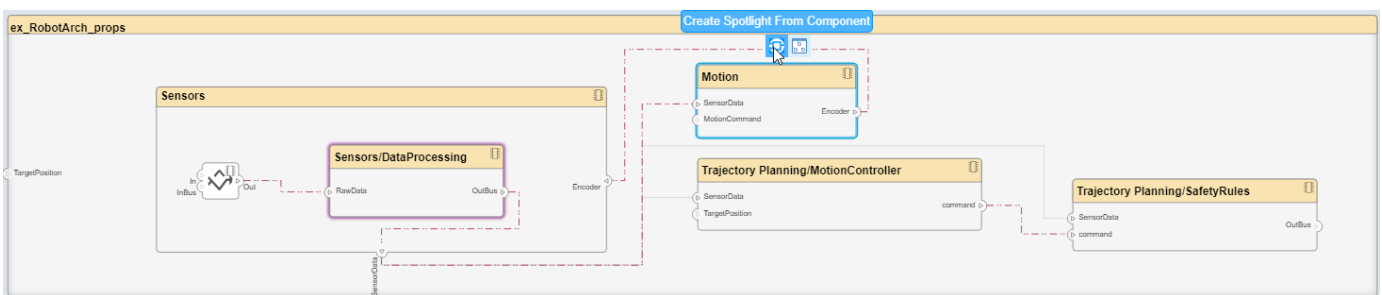 ex_RobotArch_props
Create Spotlight From Component
Motion
SensorData
MotionCommand
Encoder
Sensors
In
InBus
Out
Sensors/DataProcessing
RawData
OutBus
Encoder
SensorData
TargetPosition
Trajectory Planning/MotionController
SensorData
TargetPosition
command
Trajectory Planning/SafetyRules
SensorData
command
OutBus